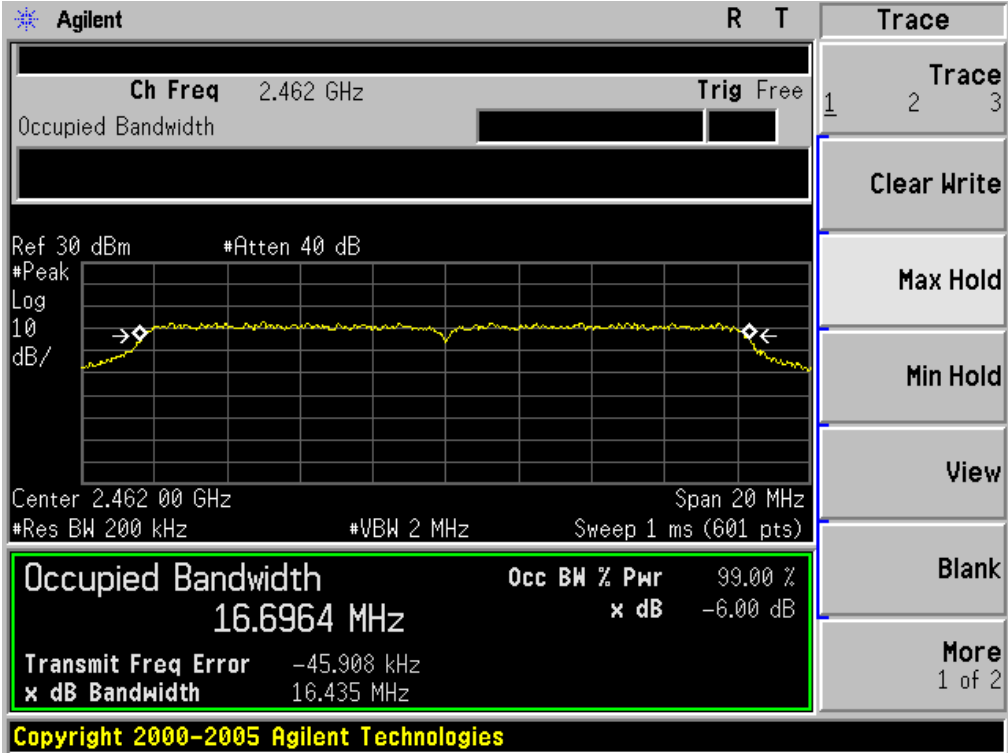 Agilent R T Trace
Ch Freq 2.462 GHz Trig Free
Occupied Bandwidth
Trace
1 2 3
Clear Write
Ref 30 dBm #Atten 40 dB
#Peak
Log
10
dB/
Max Hold
Min Hold
View
Center 2.462 00 GHz Span 20 MHz
#Res BW 200 kHz #VBW 2 MHz Sweep 1 ms (601 pts)
Occupied Bandwidth Occ BW % Pwr 99.00 %
16.6964 MHz x dB -6.00 dB
Blank
Transmit Freq Error -45.908 kHz
x dB Bandwidth 16.435 MHz
More
1 of 2
Copyright 2000-2005 Agilent Technologies